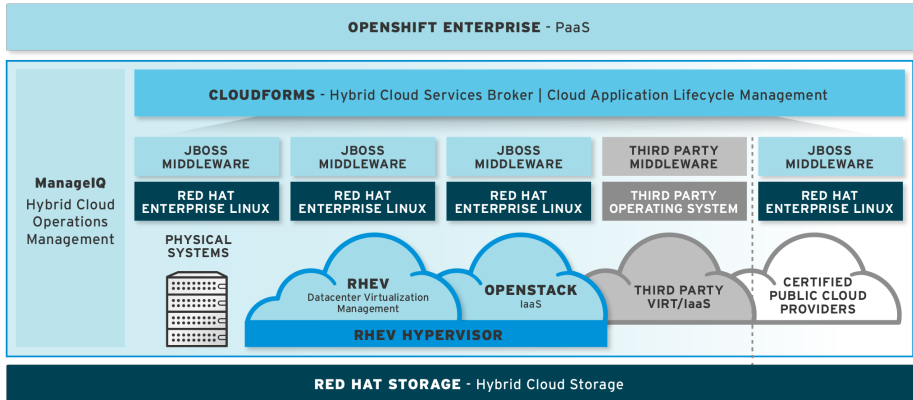 OPENSHIFT ENTERPRISE - PaaS
CLOUDFORMS - Hybrid Cloud Services Broker | Cloud Application Lifecycle Management
ManageIQ
Hybrid Cloud
Operations
Management
JBOSS
MIDDLEWARE
JBOSS
MIDDLEWARE
JBOSS
MIDDLEWARE
THIRD PARTY
MIDDLEWARE
JBOSS
MIDDLEWARE
RED HAT
ENTERPRISE LINUX
RED HAT
ENTERPRISE LINUX
RED HAT
ENTERPRISE LINUX
THIRD PARTY
OPERATING SYSTEM
RED HAT
ENTERPRISE LINUX
PHYSICAL
SYSTEMS
RHEV
Datacenter Virtualization
Management
OPENSTACK
IaaS
THIRD PARTY
VIRT/IaaS
CERTIFIED
PUBLIC CLOUD
PROVIDERS
RHEV HYPERVISOR
RED HAT STORAGE - Hybrid Cloud Storage